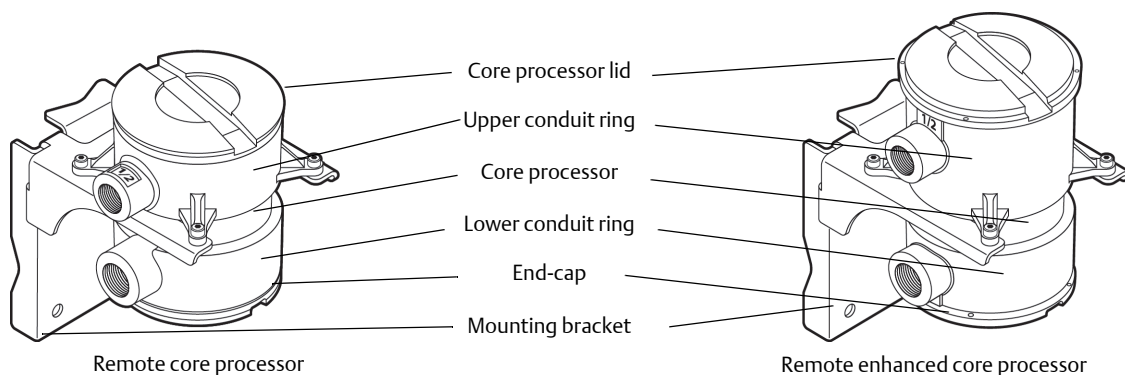 Core processor lid
Upper conduit ring
Core processor
Lower conduit ring
End-cap
Mounting bracket
1/2
1/2
Remote core processor
Remote enhanced core processor